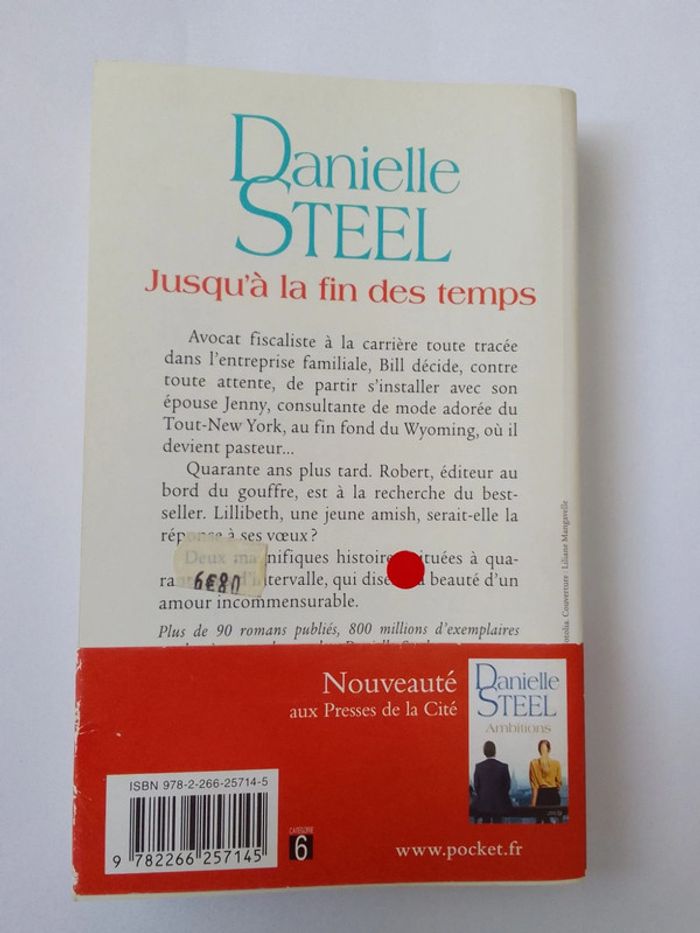 Danielle
STEEL
Jusqu'à la fin des temps
Avocat fiscaliste à la carrière toute tracée
dans l'entreprise familiale, Bill décide, contre
toute attente, de partir s'installer avec son
épouse Jenny, consultante de mode adorée du
Tout-New York, au fin fond du Wyoming, où il
devient pasteur...
Quarante ans plus tard. Robert, éditeur au
bord du gouffre, est à la recherche du best-
seller. Lillibeth, une jeune amish, serait-elle la
réponse à ses vœux ?
Deux magnifiques histoires situées à qua-
d'intervalle, qui beauté d'un
6€80
amour incommensurable.
Plus de 90 romans publiés, 800 millions d'exemplaires
Couverture : Liliane Mangavelle
Nouveauté
aux Presses de la Cité
Danielle
STEEL
Ambitions
ISBN 978-2-266-25714-5
9 782266 257145
CATÉGORIE
6
www.pocket.fr